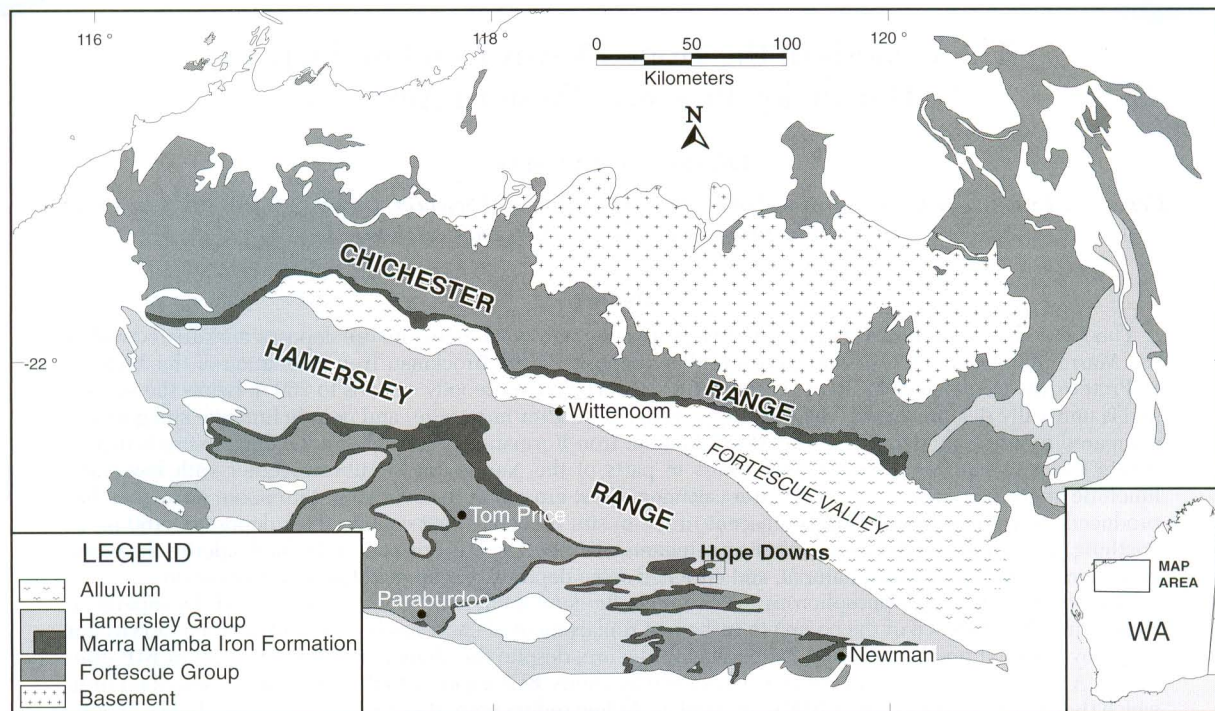 116 °
118 °
120 °
0 50 100
Kilometers
N
CHICHESTER
-22 °
HAMERSLEY
RANGE
Wittenoom
FORTESCUE VALLEY
RANGE
Tom Price
Hope Downs
Paraburdoo
Newman
LEGEND
Alluvium
Hamersley Group
Marra Mamba Iron Formation
Fortescue Group
Basement
MAP
AREA
WA